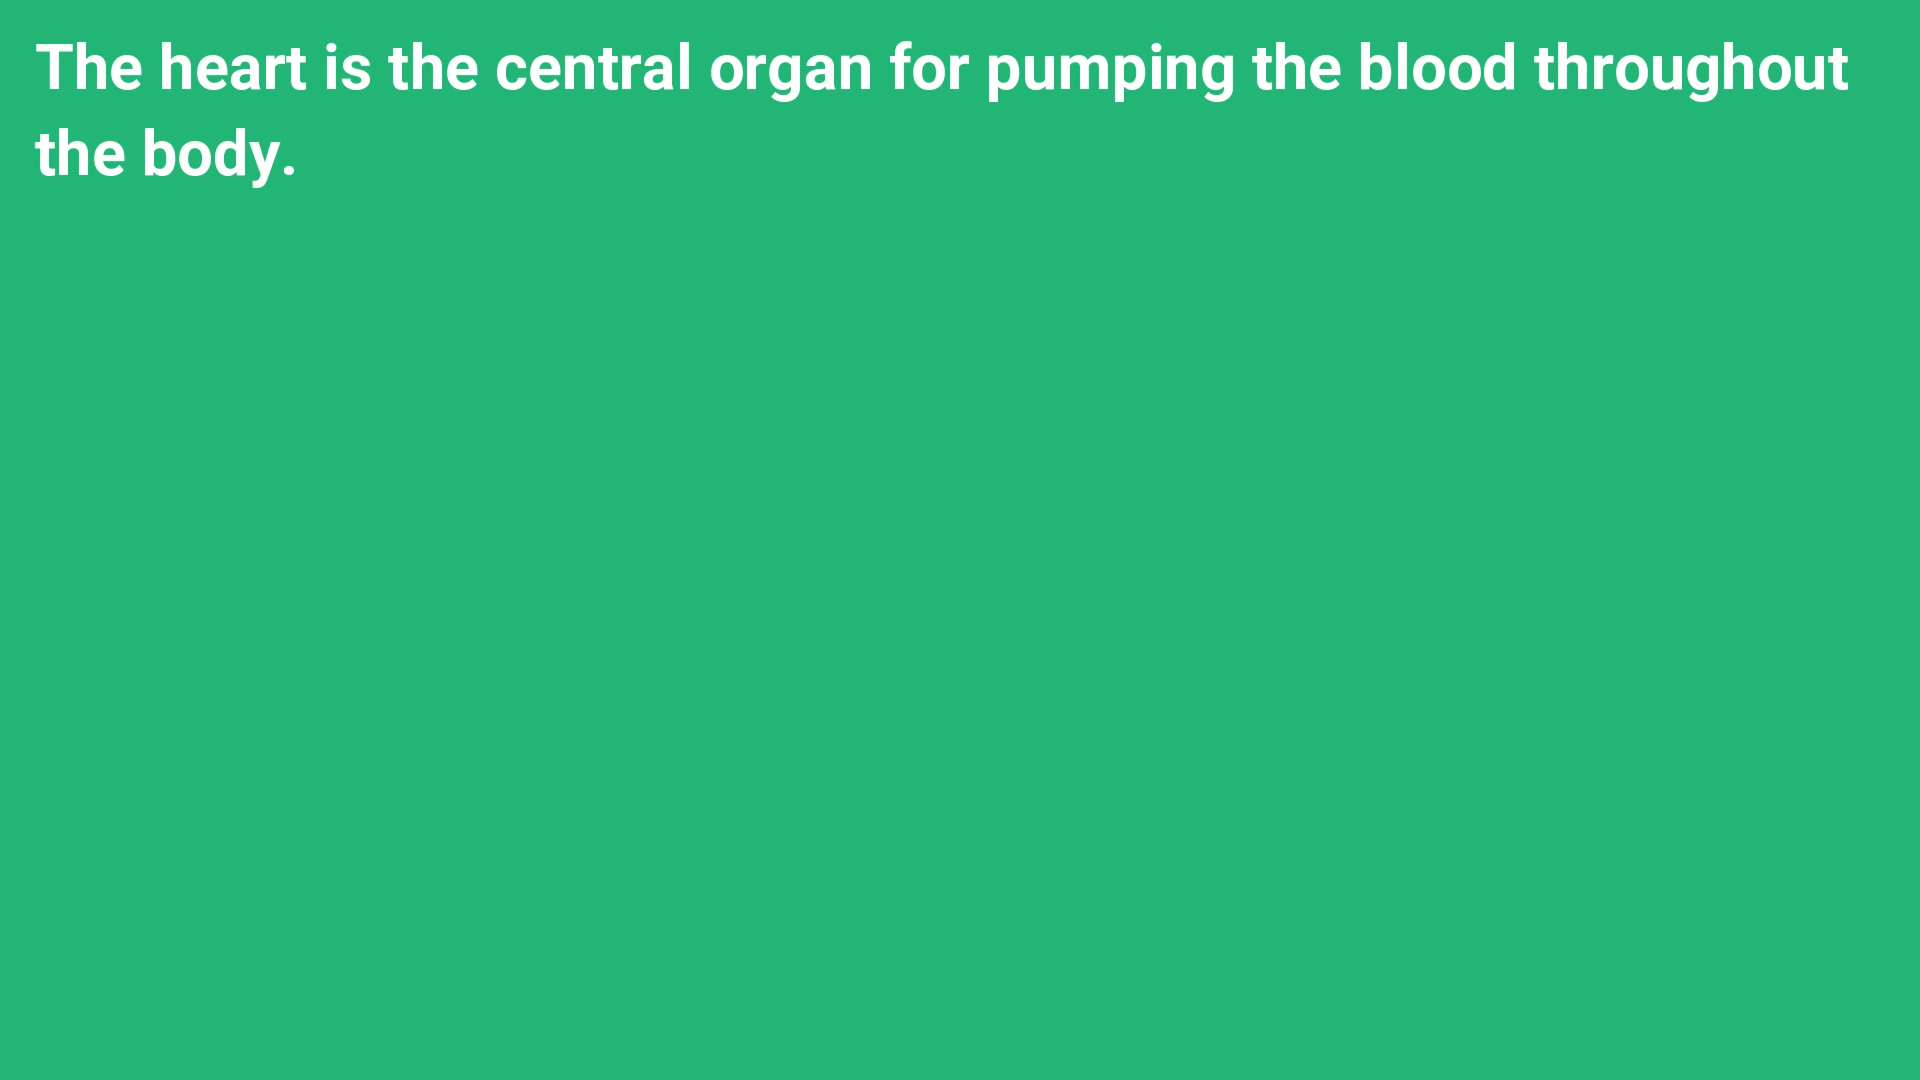 The heart is the central organ for pumping the blood throughout
the body.